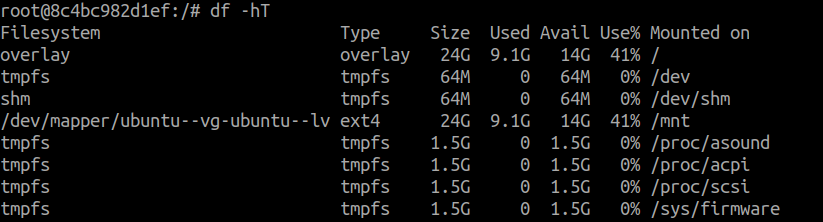 root@8c4bc982d1ef:/# df -hT
Filesystem                        Type     Size  Used Avail Use% Mounted on
overlay                           overlay   24G  9.1G   14G  41% /
tmpfs                             tmpfs     64M     0   64M   0% /dev
shm                               tmpfs     64M     0   64M   0% /dev/shm
/dev/mapper/ubuntu--vg-ubuntu--lv ext4      24G  9.1G   14G  41% /mnt
tmpfs                             tmpfs    1.5G     0  1.5G   0% /proc/asound
tmpfs                             tmpfs    1.5G     0  1.5G   0% /proc/acpi
tmpfs                             tmpfs    1.5G     0  1.5G   0% /proc/scsi
tmpfs                             tmpfs    1.5G     0  1.5G   0% /sys/firmware